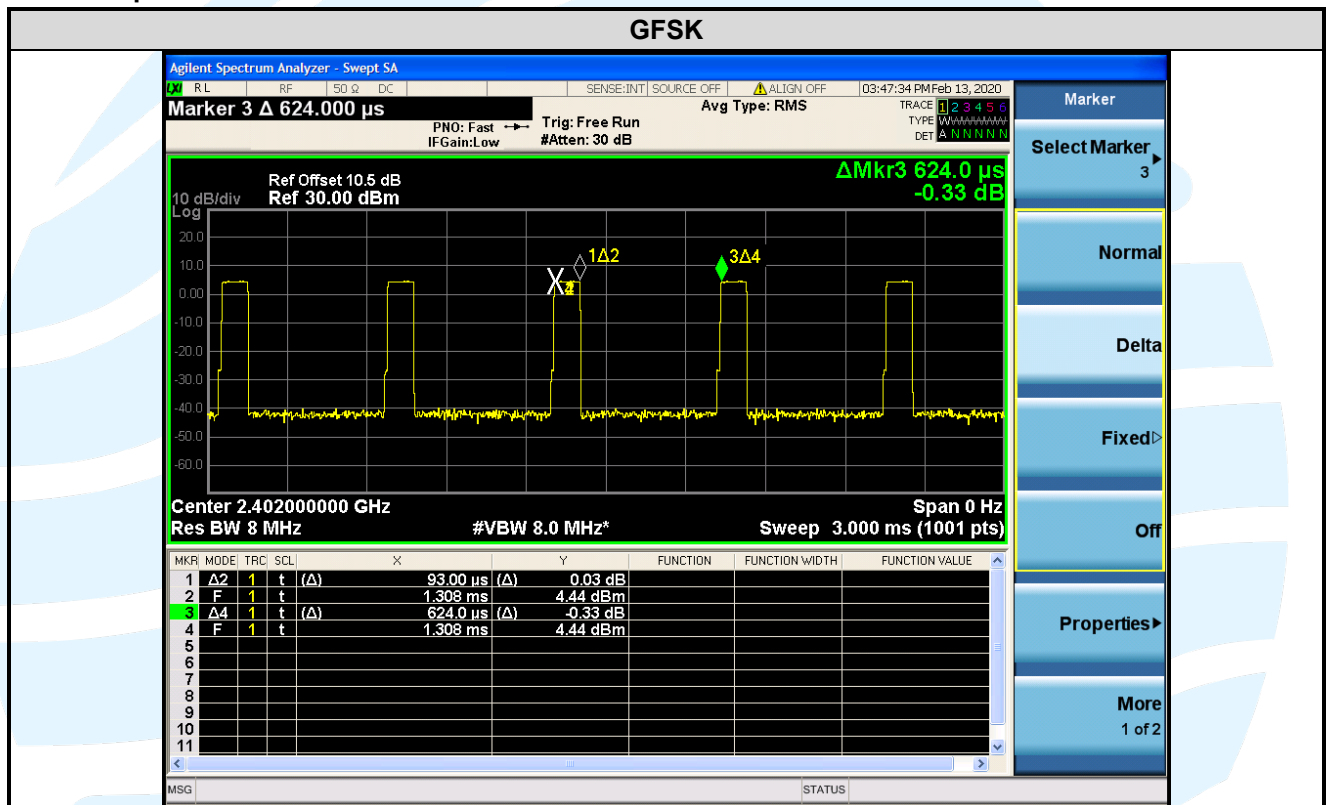 GFSK
Agilent Spectrum Analyzer - Swept SA
LXI RL RF 50 Ω DC SENSE:INT SOURCE OFF ALIGN OFF 03:47:34 PM Feb 13, 2020
Marker 3 Δ 624.000 µs
PNO: Fast
IFGain:Low
Trig: Free Run
#Atten: 30 dB
Avg Type: RMS
TRACE 1 2 3 4 5 6
TYPE WWWWWW
DET A N N N N N
ΔMkr3 624.0 µs
-0.33 dB
Ref Offset 10.5 dB
10 dB/div Ref 30.00 dBm
Log
20.0
10.0
0.00
-10.0
-20.0
-30.0
-40.0
-50.0
-60.0
1Δ2
3Δ4
X
Center 2.402000000 GHz Span 0 Hz
Res BW 8 MHz #VBW 8.0 MHz* Sweep 3.000 ms (1001 pts)
MKR MODE TRC SCL X Y FUNCTION FUNCTION WIDTH FUNCTION VALUE
1 Δ2 1 t (Δ) 93.00 µs (Δ) 0.03 dB
2 F 1 t 1.308 ms 4.44 dBm
3 Δ4 1 t (Δ) 624.0 µs (Δ) -0.33 dB
4 F 1 t 1.308 ms 4.44 dBm
5
6
7
8
9
10
11
MSG STATUS
Marker
Select Marker
3
Normal
Delta
Fixed
Off
Properties
More
1 of 2